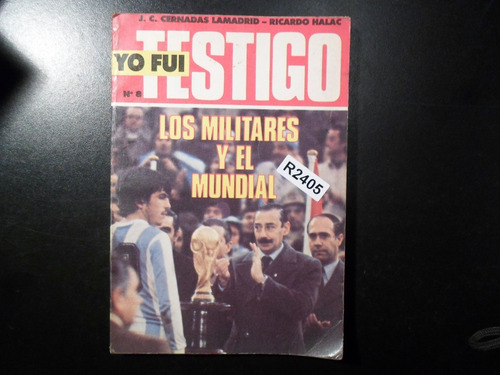 J. C. CERNADAS LAMADRID – RICARDO HALAC
YO FUI
TESTIGO
Nº 8
LOS MILITARES
Y EL
MUNDIAL
R2405